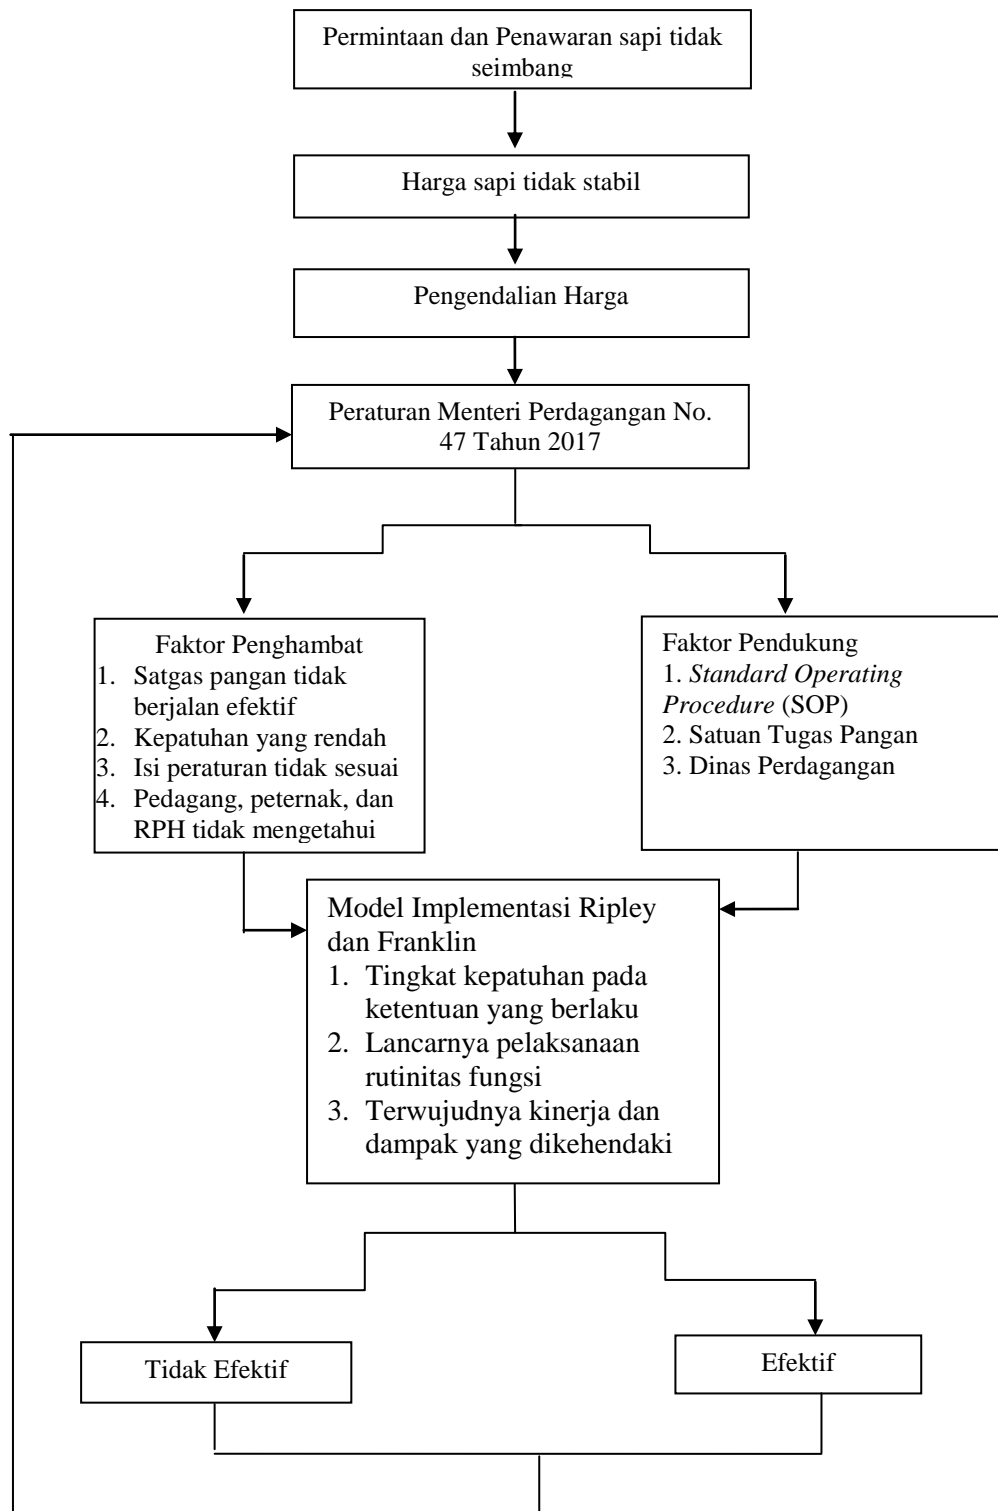 Permintaan dan Penawaran sapi tidak
seimbang
Harga sapi tidak stabil
Pengendalian Harga
Peraturan Menteri Perdagangan No.
47 Tahun 2017
Faktor Penghambat
1. Satgas pangan tidak
berjalan efektif
2. Kepatuhan yang rendah
3. Isi peraturan tidak sesuai
4. Pedagang, peternak, dan
RPH tidak mengetahui
Faktor Pendukung
1. Standard Operating
Procedure (SOP)
2. Satuan Tugas Pangan
3. Dinas Perdagangan
Model Implementasi Ripley
dan Franklin
1. Tingkat kepatuhan pada
ketentuan yang berlaku
2. Lancarnya pelaksanaan
rutinitas fungsi
3. Terwujudnya kinerja dan
dampak yang dikehendaki
Tidak Efektif
Efektif